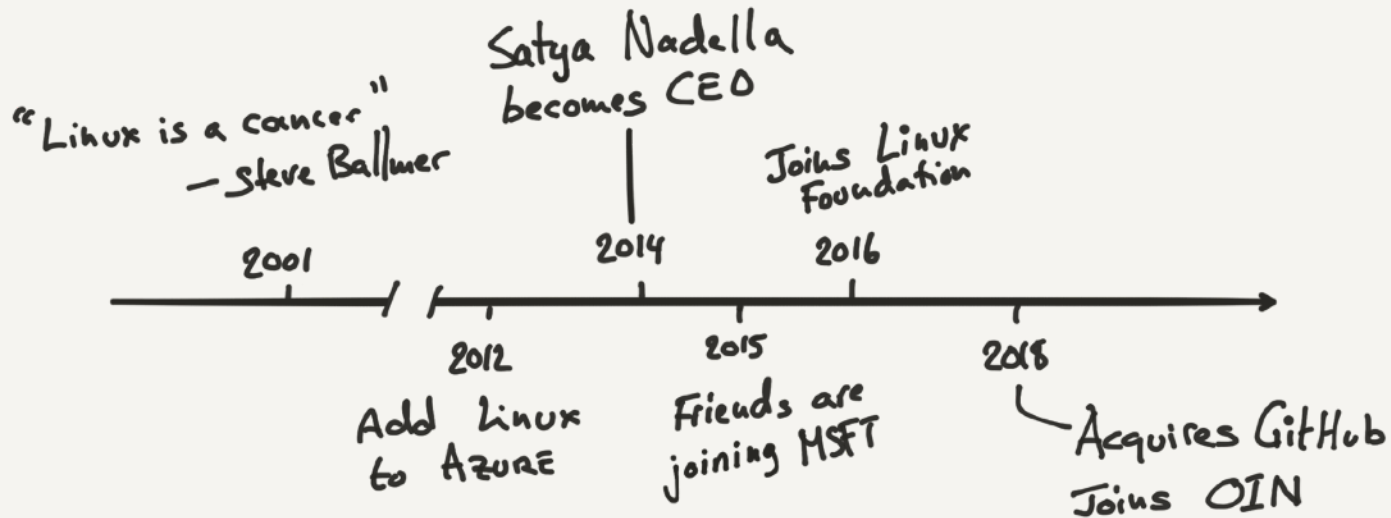 "Linux is a cancer"
— Steve Ballmer
2001
2012
Add Linux
to AZURE
Satya Nadella
becomes CEO
2014
2015
Friends are
joining MSFT
Joins Linux
Foundation
2016
2018
Acquires GitHub
Joins OIN